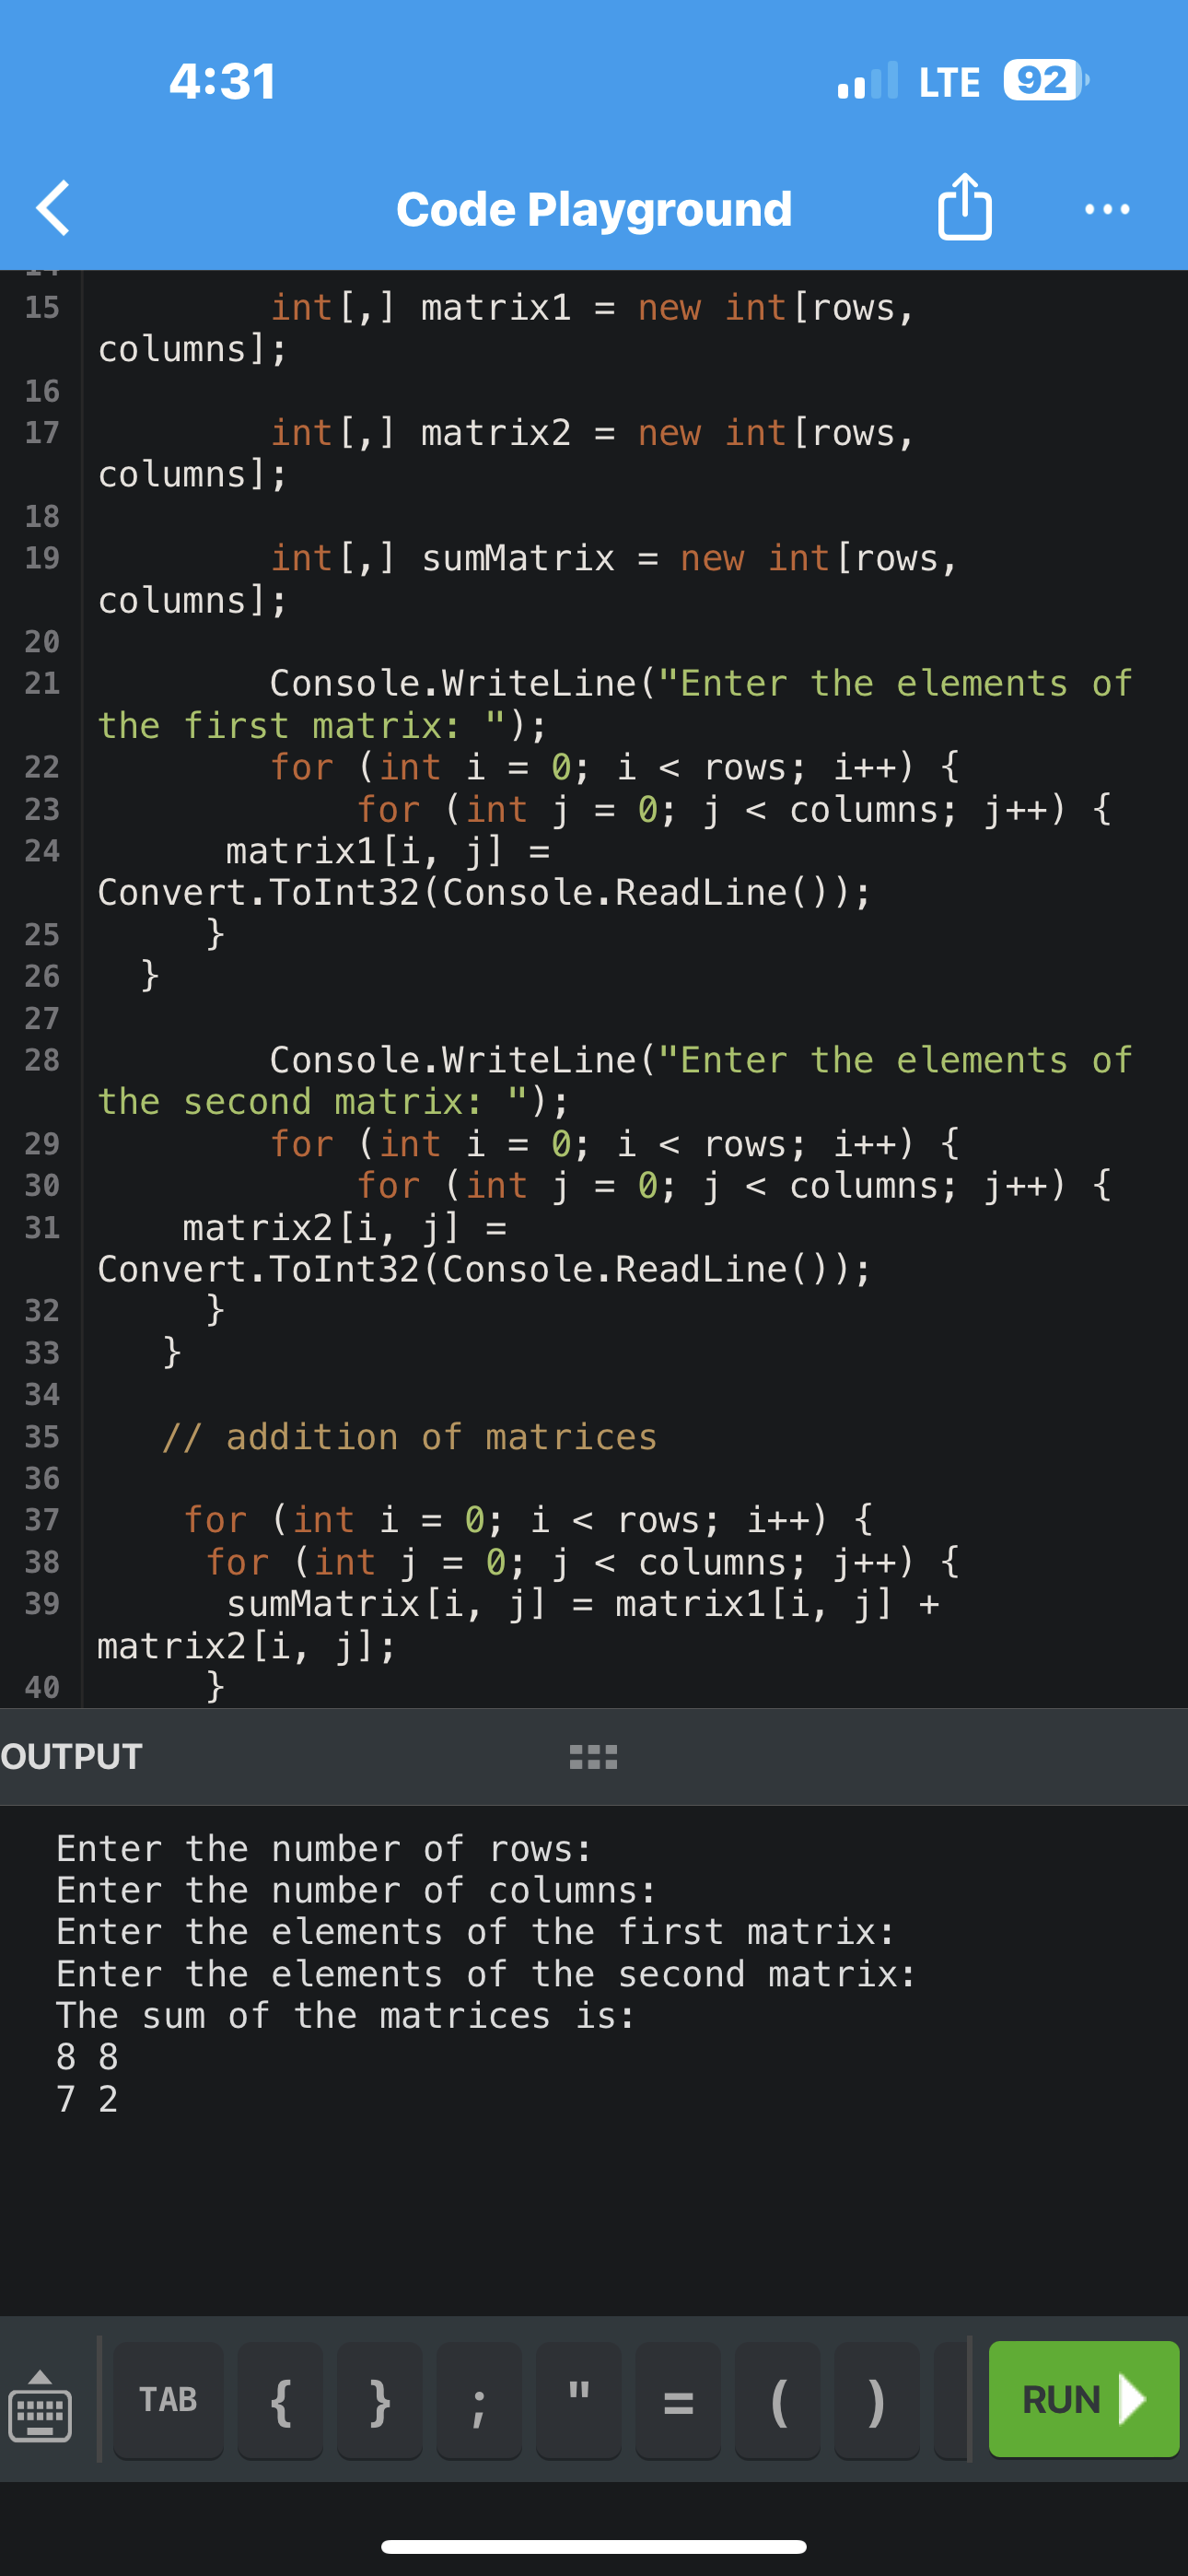 4:31 LTE 92
Code Playground
15 int[,] matrix1 = new int[rows,
columns];
16
17 int[,] matrix2 = new int[rows,
columns];
18
19 int[,] sumMatrix = new int[rows,
columns];
20
21 Console.WriteLine("Enter the elements of
the first matrix: ");
22 for (int i = 0; i < rows; i++) {
23 for (int j = 0; j < columns; j++) {
24 matrix1[i, j] =
Convert.ToInt32(Console.ReadLine());
25 }
26 }
27
28 Console.WriteLine("Enter the elements of
the second matrix: ");
29 for (int i = 0; i < rows; i++) {
30 for (int j = 0; j < columns; j++) {
31 matrix2[i, j] =
Convert.ToInt32(Console.ReadLine());
32 }
33 }
34
35 // addition of matrices
36
37 for (int i = 0; i < rows; i++) {
38 for (int j = 0; j < columns; j++) {
39 sumMatrix[i, j] = matrix1[i, j] +
matrix2[i, j];
40 }
OUTPUT
Enter the number of rows:
Enter the number of columns:
Enter the elements of the first matrix:
Enter the elements of the second matrix:
The sum of the matrices is:
8 8
7 2
TAB { } ; " = ( ) RUN